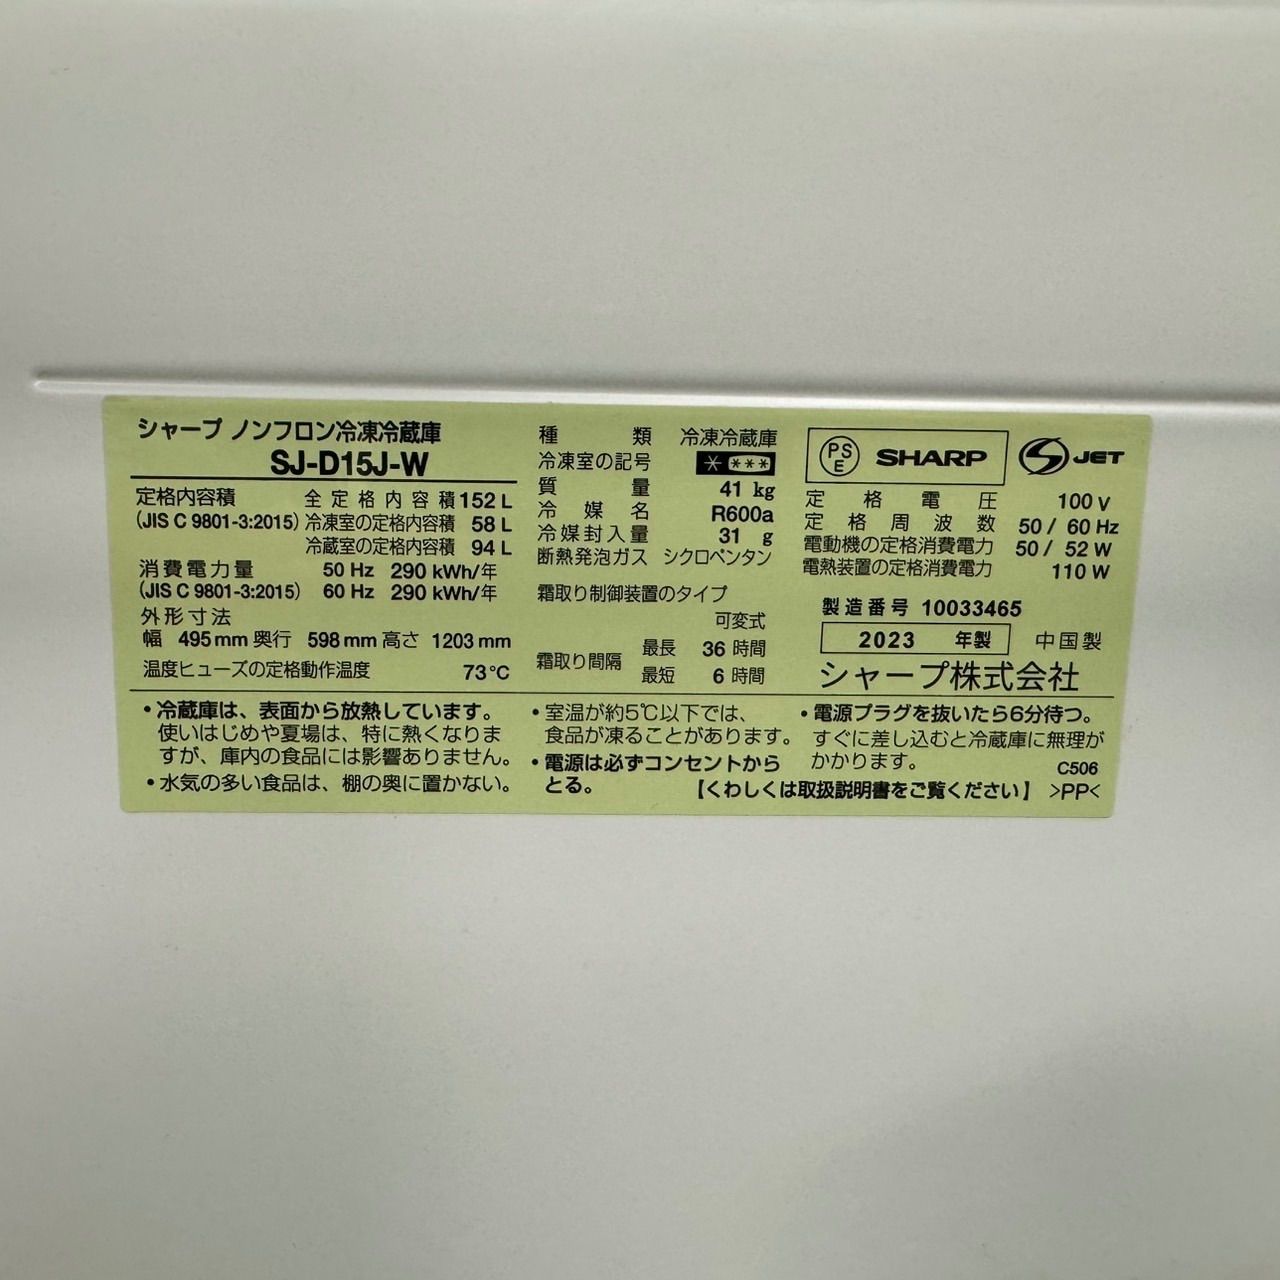 シャープ ノンフロン冷凍冷蔵庫
SJ-D15J-W
定格内容積 全定格内容積 152 L
(JIS C 9801-3:2015) 冷凍室の定格内容積 58 L
冷蔵室の定格内容積 94 L
消費電力量 50 Hz 290 kWh/年
(JIS C 9801-3:2015) 60 Hz 290 kWh/年
外形寸法
幅 495 mm 奥行 598 mm 高さ 1203 mm
温度ヒューズの定格動作温度 73℃
種類 冷凍冷蔵庫
冷凍室の記号 * ***
質量 41 kg
冷媒名 R600a
冷媒封入量 31 g
断熱発泡ガス シクロペンタン
霜取り制御装置のタイプ
可変式
霜取り間隔 最長 36 時間
最短 6 時間
PSE SHARP S JET
定格電圧 100 V
定格周波数 50 / 60 Hz
電動機の定格消費電力 50 / 52 W
電熱装置の定格消費電力 110 W
製造番号 10033465
2023 年製 中国製
シャープ株式会社
・冷蔵庫は、表面から放熱しています。
使いはじめや夏場は、特に熱くなりま
すが、庫内の食品には影響ありません。
・水気の多い食品は、棚の奥に置かない。
・室温が約5℃以下では、
食品が凍ることがあります。
・電源は必ずコンセントから
とる。
・電源プラグを抜いたら6分待つ。
すぐに差し込むと冷蔵庫に無理が
かかります。
C506
【くわしくは取扱説明書をご覧ください】 >PP<